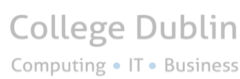 College Dublin
Computing • IT • Business